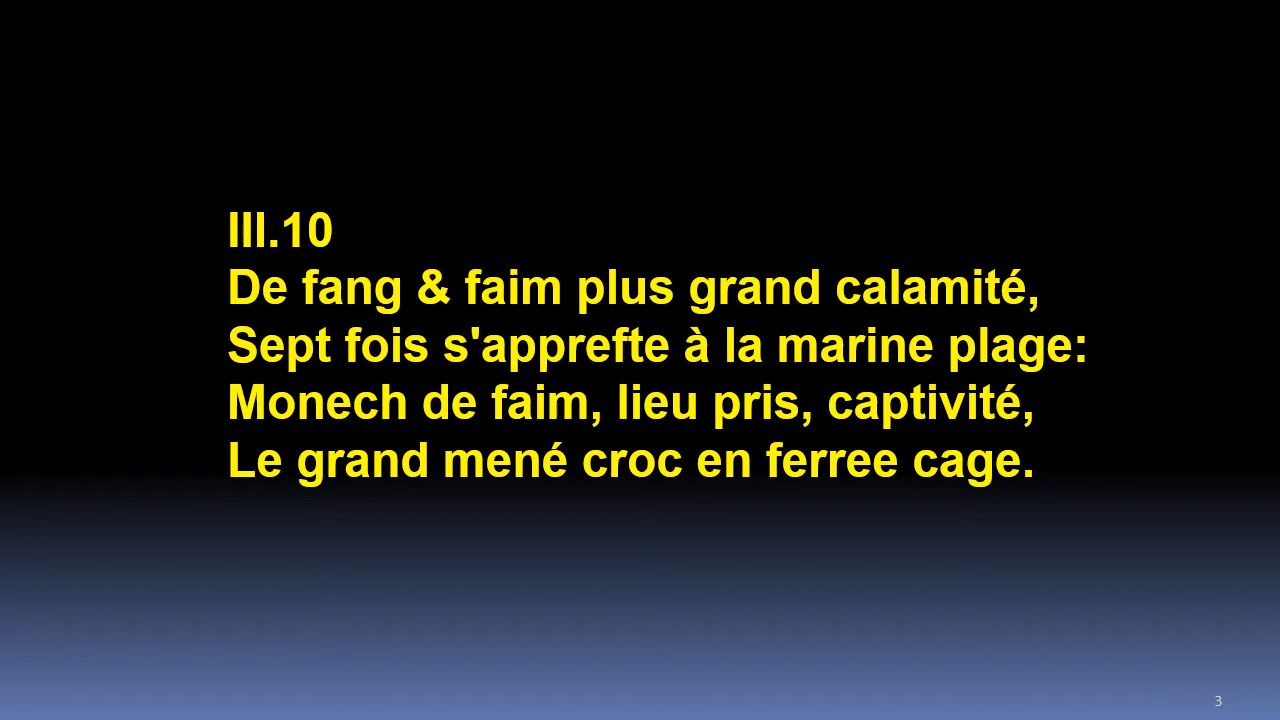 III.10
De fang & faim plus grand calamité,
Sept fois s'apprefte à la marine plage:
Monech de faim, lieu pris, captivité,
Le grand mené croc en ferree cage.
3